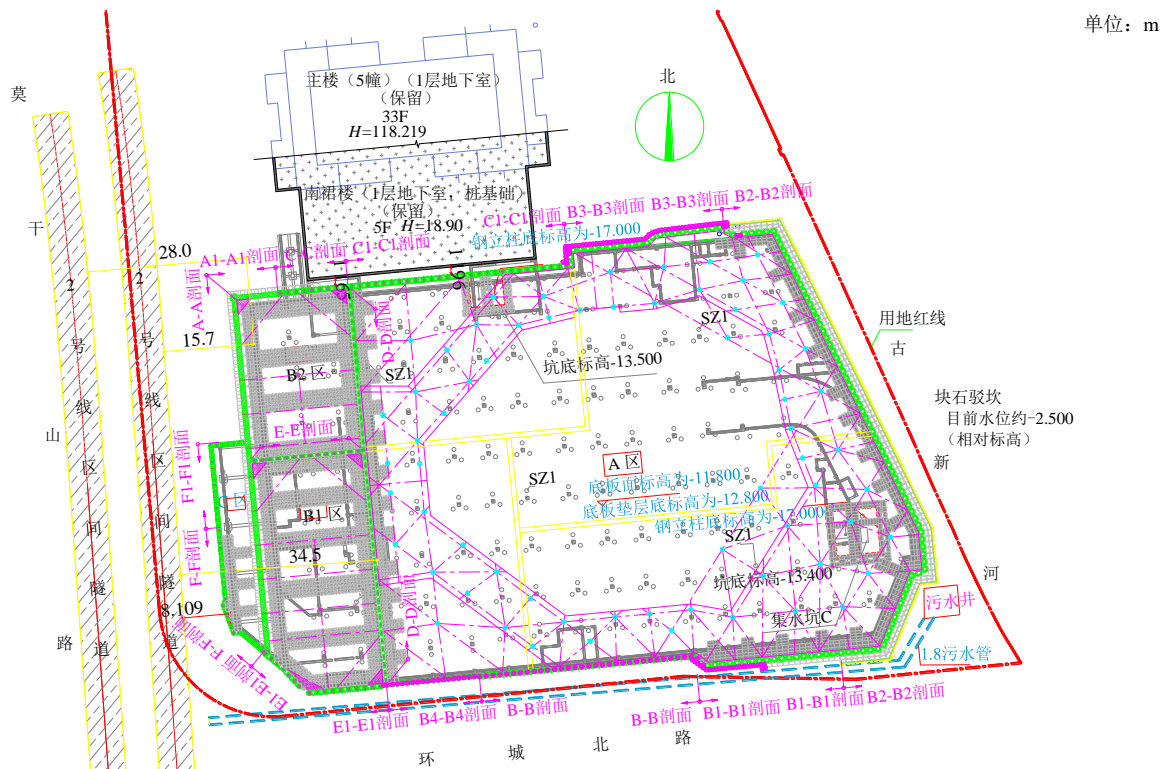 单位：m
北
莫
干
山
路
2
号
线
区
间
隧
道
2
号
线
区
间
隧
道
主楼（5幢）（1层地下室）
（保留）
33F
H=118.219
南裙楼（1层地下室，桩基础）
（保留）
5F H=18.90
C1-C1剖面 B3-B3剖面 B3-B3剖面 B2-B2剖面
钢立柱底标高为-17.000
28.0
A1-A1剖面
C1-C1剖面
A-A剖面
15.7
D-D剖面
SZ1
SZ1
坑底标高-13.500
用地红线
古
新
河
块石驳坎
目前水位约-2.500
（相对标高）
B2 区
E-E剖面
F1-F1剖面
F-F剖面
B1 区
34.5
8.109
D-D剖面
SZ1
A 区
底板面标高为-11.800
底板垫层底标高为-12.800
钢立柱底标高为-17.000
SZ1
坑底标高-13.400
集水坑C
污水井
1.8污水管
E1-E1剖面
E1-E1剖面 B4-B4剖面 B-B剖面
B-B剖面 B1-B1剖面 B1-B1剖面 B2-B2剖面
环 城 北 路